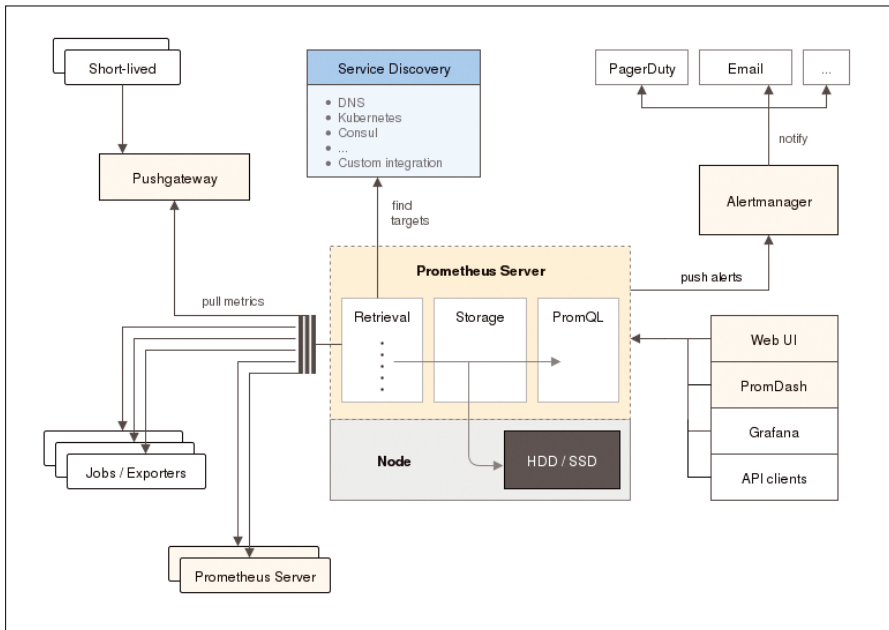 Short-lived
Service Discovery
• DNS
• Kubernetes
• Consul
• ...
• Custom integration
PagerDuty
Email
...
notify
Pushgateway
Alertmanager
find
targets
Prometheus Server
push alerts
pull metrics
Retrieval
Storage
PromQL
Web UI
PromDash
Grafana
API clients
Jobs / Exporters
Node
HDD / SSD
Prometheus Server